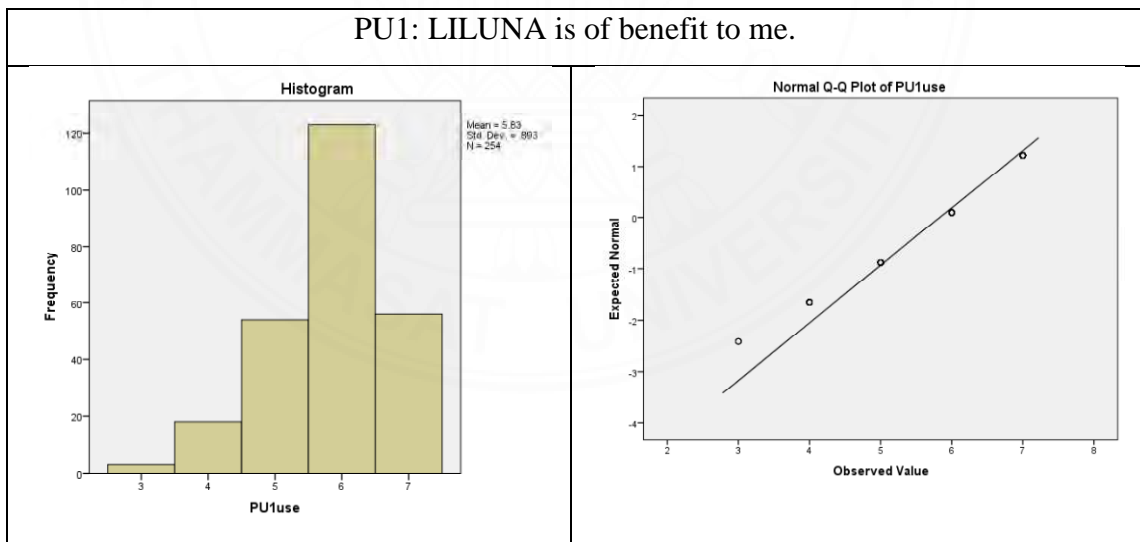 PU1: LILUNA is of benefit to me.
Histogram
Mean = 5.83
Std. Dev. = .893
N = 254
120
100
80
60
40
20
0
Frequency
3 4 5 6 7
PU1use
Normal Q-Q Plot of PU1use
2
1
0
-1
-2
-3
-4
Expected Normal
2 3 4 5 6 7 8
Observed Value
THAMMASAT UNIVERSITY